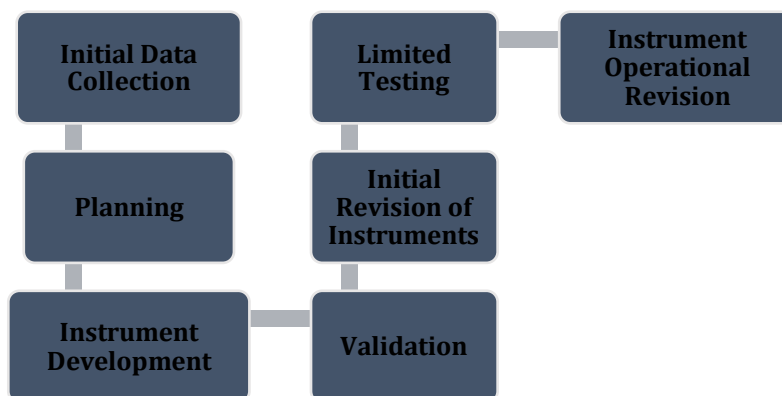 Initial Data
Collection
Planning
Instrument
Development
Validation
Initial
Revision of
Instruments
Limited
Testing
Instrument
Operational
Revision